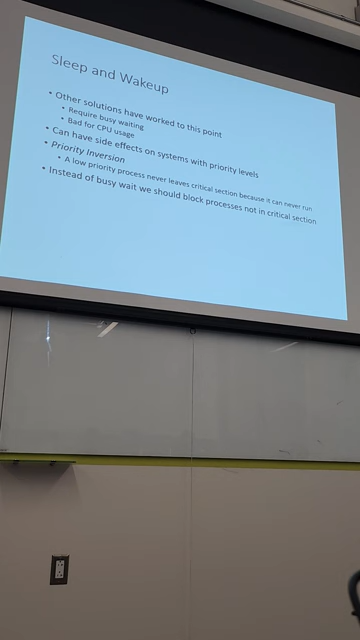 Sleep and Wakeup
• Other solutions have worked to this point
• Require busy waiting
• Bad for CPU usage
• Can have side effects on systems with priority levels
• Priority Inversion
• A low priority process never leaves critical section because it can never run
• Instead of busy wait we should block processes not in critical section